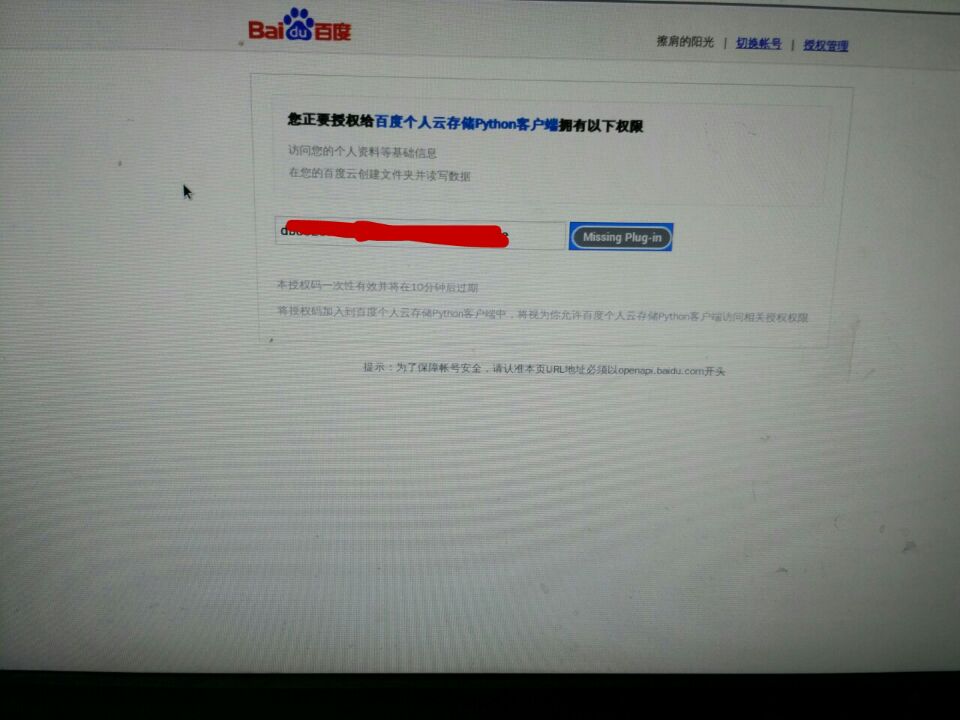 Bai du 百度
擦肩的阳光 | 切换帐号 | 授权管理
您正要授权给百度个人云存储Python客户端拥有以下权限
访问您的个人资料等基础信息
在您的百度云创建文件夹并读写数据
Missing Plug-in
本授权码一次性有效并将在10分钟后过期
将授权码加入到百度个人云存储Python客户端中，将视为你允许百度个人云存储Python客户端访问相关授权权限
提示：为了保障帐号安全，请认准本页URL地址必须以openapi.baidu.com开头